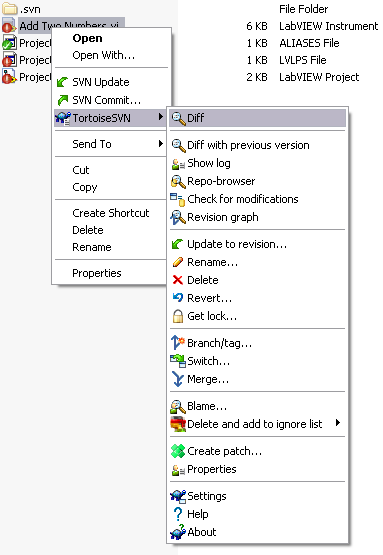 .svn File Folder
Add Two Numbers.vi 6 KB LabVIEW Instrument
Project 1 KB ALIASES File
Project 1 KB LVLPS File
Project 2 KB LabVIEW Project
Open
Open With...
SVN Update
SVN Commit...
TortoiseSVN
Send To
Cut
Copy
Create Shortcut
Delete
Rename
Properties
Diff
Diff with previous version
Show log
Repo-browser
Check for modifications
Revision graph
Update to revision...
Rename...
Delete
Revert...
Get lock...
Branch/tag...
Switch...
Merge...
Blame...
Delete and add to ignore list
Create patch...
Properties
Settings
Help
About